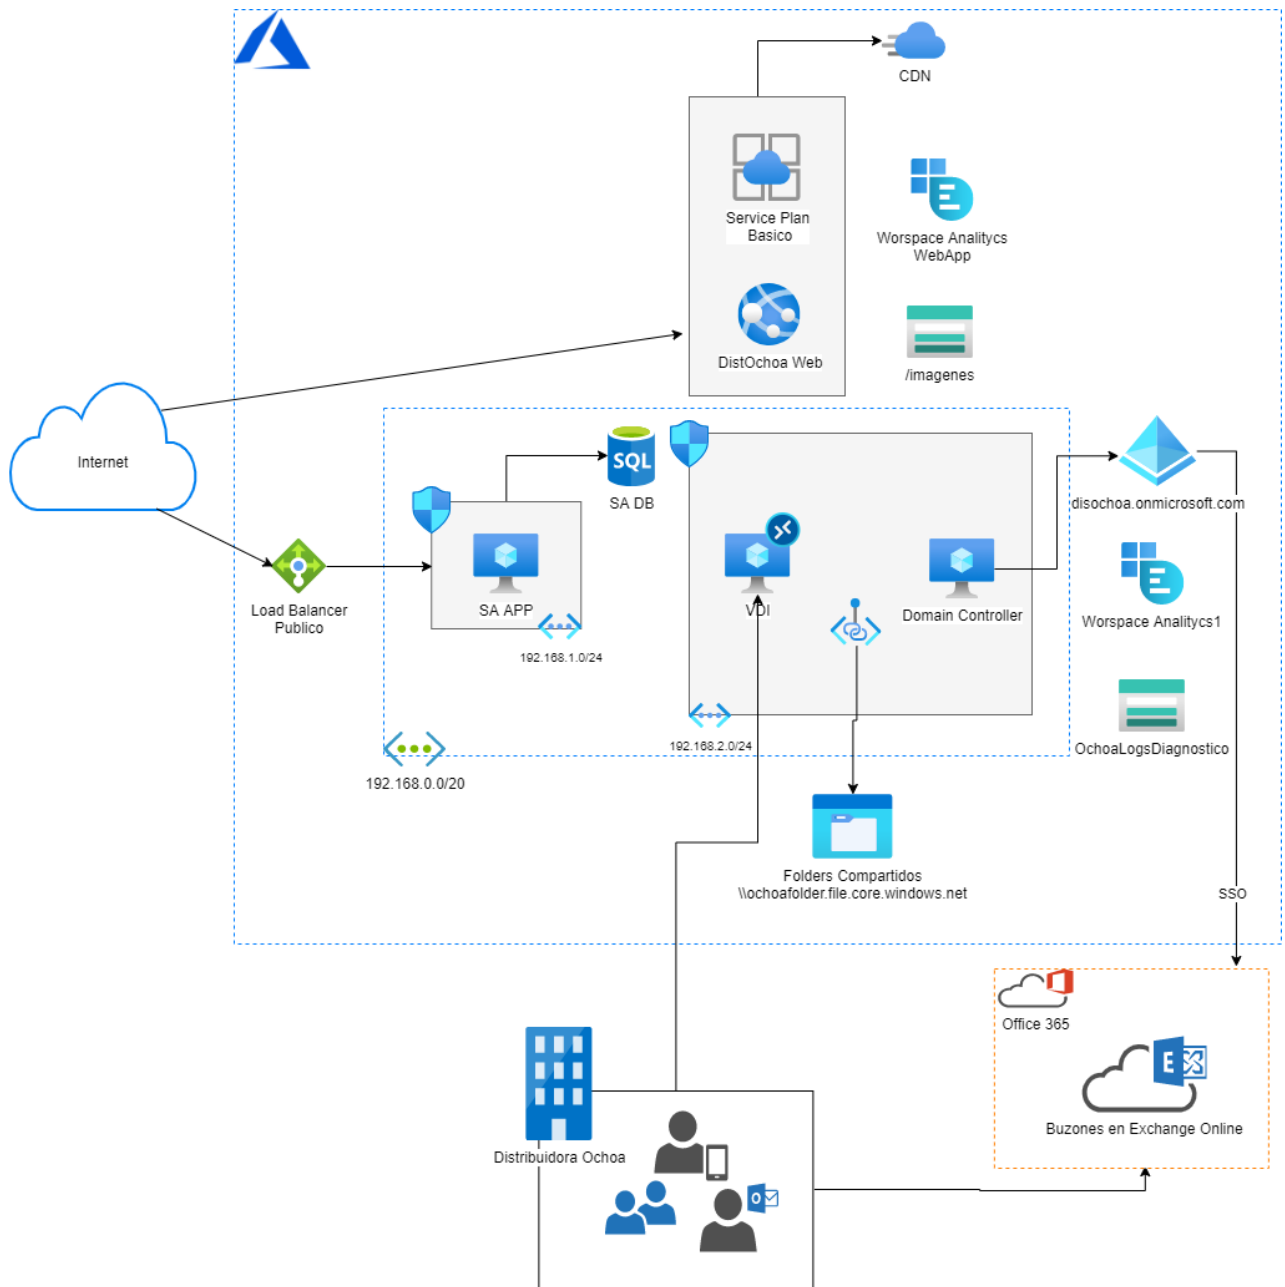 CDN
Service Plan
Basico
Worspace Analitycs
WebApp
DistOchoa Web
/imagenes
Internet
SQL
SA DB
disochoa.onmicrosoft.com
Load Balancer
Publico
SA APP
VDI
Domain Controller
Worspace Analitycs1
192.168.1.0/24
192.168.2.0/24
OchoaLogsDiagnostico
192.168.0.0/20
Folders Compartidos
\\ochoafolder.file.core.windows.net
SSO
Office 365
E
Buzones en Exchange Online
Distribuidora Ochoa
O